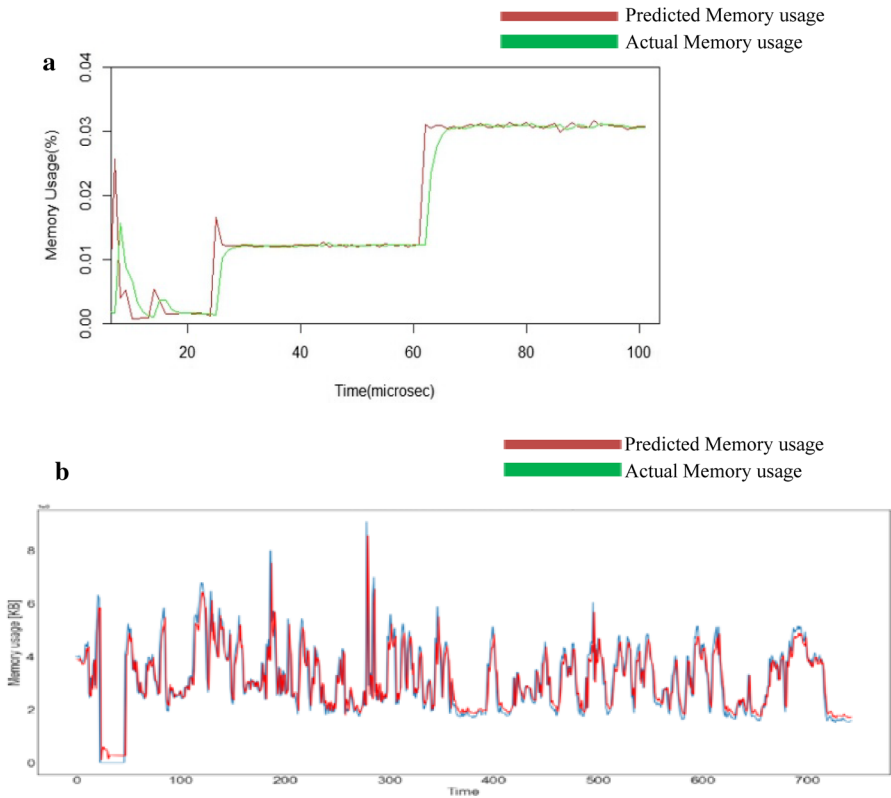 Predicted Memory usage
Actual Memory usage
a
0.04
0.03
0.02
0.01
0.00
Memory Usage(%)
20
40
60
80
100
Time(microsec)
Predicted Memory usage
Actual Memory usage
b
8
6
4
2
0
Memory usage [KB]
0
100
200
300
400
500
600
700
Time